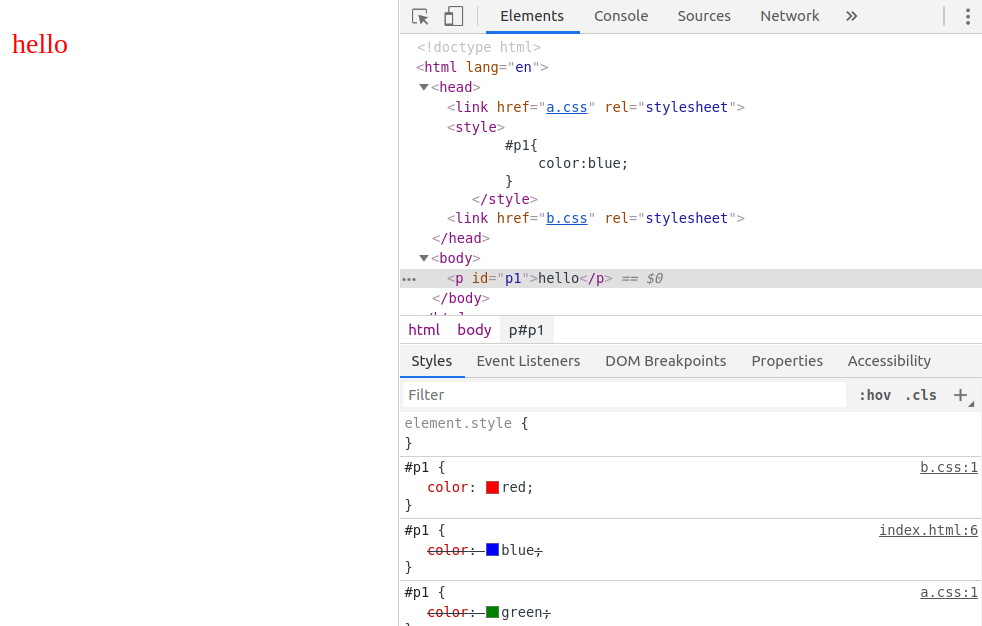 hello
Elements Console Sources Network »
<!doctype html>
<html lang="en">
<head>
<link href="a.css" rel="stylesheet">
<style>
#p1{
color:blue;
}
</style>
<link href="b.css" rel="stylesheet">
</head>
<body>
<p id="p1">hello</p> == $0
</body>
html body p#p1
Styles Event Listeners DOM Breakpoints Properties Accessibility
Filter :hov .cls +
element.style {
}
#p1 { b.css:1
color: red;
}
#p1 { index.html:6
color: blue;
}
#p1 { a.css:1
color: green;